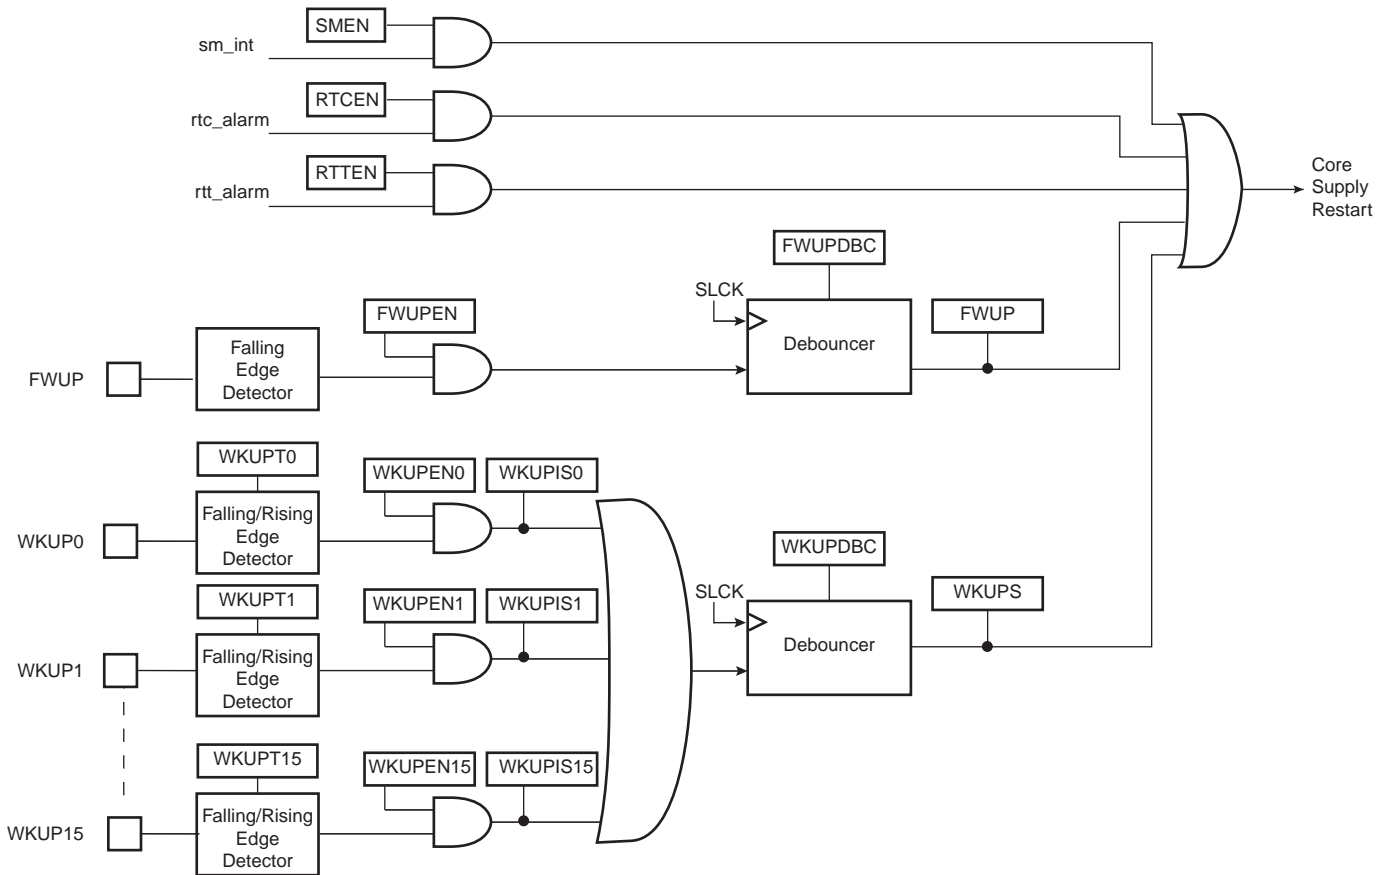 SMEN
sm_int
RTCEN
rtc_alarm
RTTEN
rtt_alarm
Core
Supply
Restart
FWUPDBC
SLCK
FWUPEN
FWUP
Falling
Edge
Detector
Debouncer
FWUP
WKUPT0
WKUPEN0
WKUPIS0
Falling/Rising
Edge
Detector
WKUP0
WKUPDBC
WKUPT1
WKUPEN1
WKUPIS1
SLCK
WKUPS
Debouncer
Falling/Rising
Edge
Detector
WKUP1
WKUPT15
WKUPEN15
WKUPIS15
Falling/Rising
Edge
Detector
WKUP15